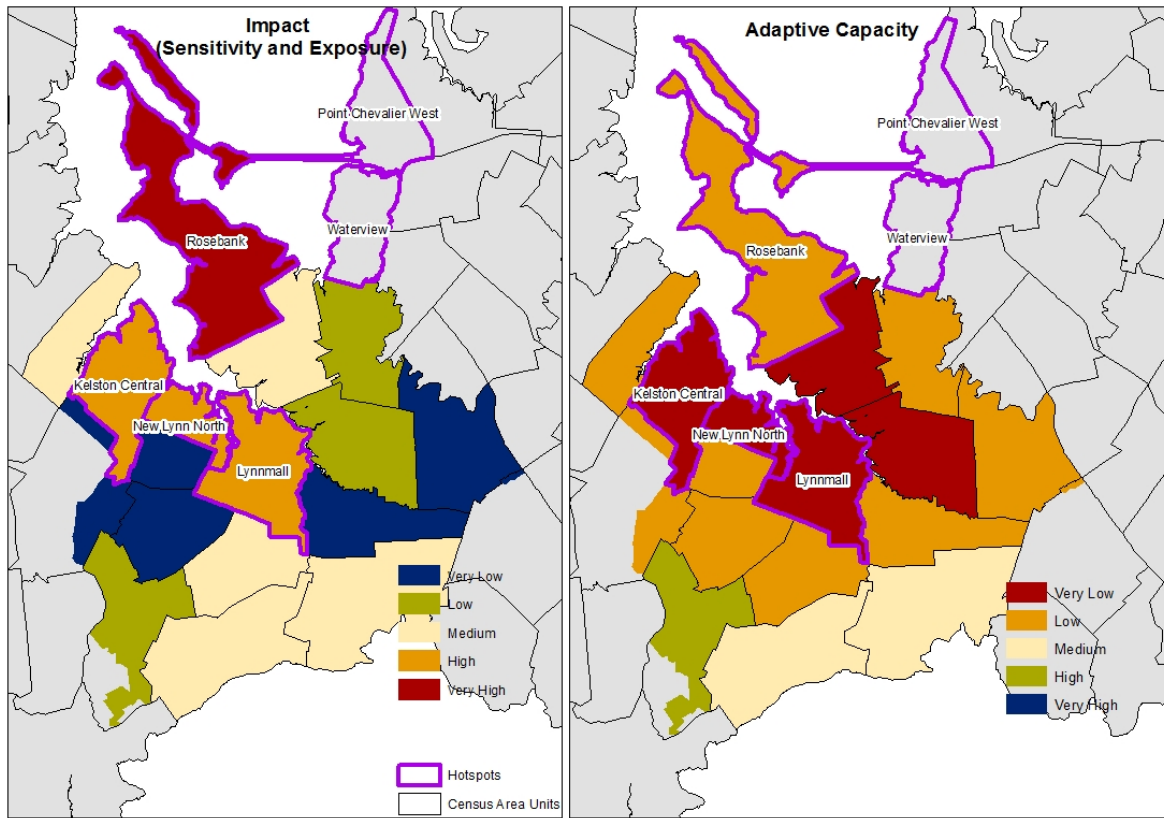 Impact
(Sensitivity and Exposure)
Point Chevalier West
Waterview
Rosebank
Kelston Central
New Lynn North
Lynnmall
Very Low
Low
Medium
High
Very High
Hotspots
Census Area Units
Adaptive Capacity
Point Chevalier West
Waterview
Rosebank
Kelston Central
New Lynn North
Lynnmall
Very Low
Low
Medium
High
Very High